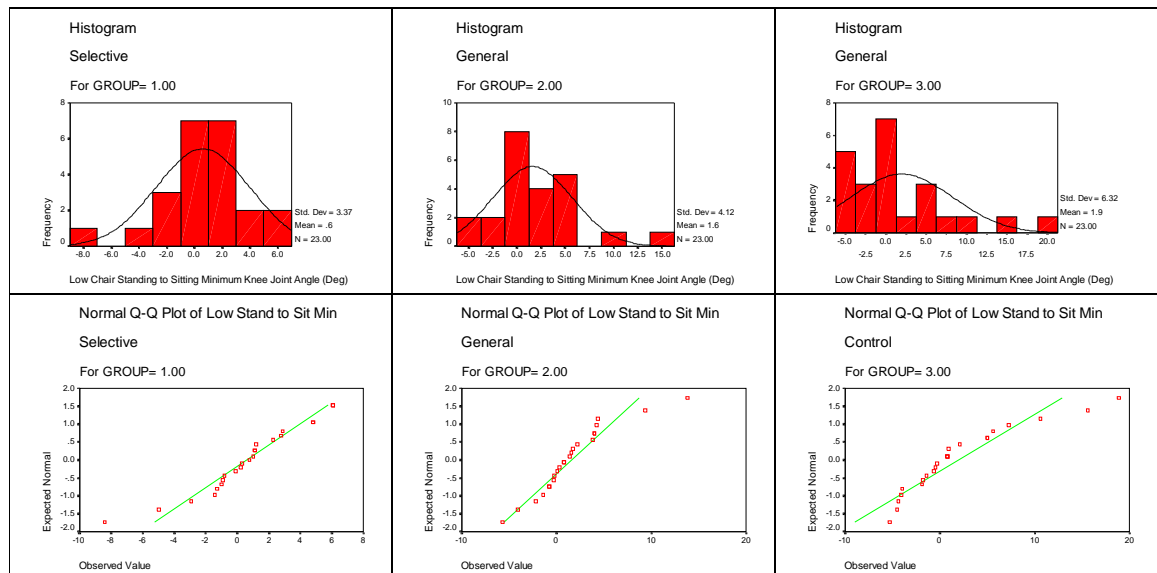 Histogram
Selective
For GROUP= 1.00
8
6
4
2
0
Frequency
-8.0
-6.0
-4.0
-2.0
0.0
2.0
4.0
6.0
Std. Dev = 3.37
Mean = .6
N = 23.00
Low Chair Standing to Sitting Minimum Knee Joint Angle (Deg)
Histogram
General
For GROUP= 2.00
10
8
6
4
2
0
Frequency
-5.0
-2.5
0.0
2.5
5.0
7.5
10.0
12.5
15.0
Std. Dev = 4.12
Mean = 1.6
N = 23.00
Low Chair Standing to Sitting Minimum Knee Joint Angle (Deg)
Histogram
General
For GROUP= 3.00
8
6
4
2
0
Frequency
-5.0
-2.5
0.0
2.5
5.0
7.5
10.0
12.5
15.0
17.5
20.0
Std. Dev = 6.32
Mean = 1.9
N = 23.00
Low Chair Standing to Sitting Minimum Knee Joint Angle (Deg)
Normal Q-Q Plot of Low Stand to Sit Min
Selective
For GROUP= 1.00
2.0
1.5
1.0
.5
0.0
-.5
-1.0
-1.5
-2.0
Expected Normal
-10
-8
-6
-4
-2
0
2
4
6
8
Observed Value
Normal Q-Q Plot of Low Stand to Sit Min
General
For GROUP= 2.00
2.0
1.5
1.0
.5
0.0
-.5
-1.0
-1.5
-2.0
Expected Normal
-10
0
10
20
Observed Value
Normal Q-Q Plot of Low Stand to Sit Min
Control
For GROUP= 3.00
2.0
1.5
1.0
.5
0.0
-.5
-1.0
-1.5
-2.0
Expected Normal
-10
0
10
20
Observed Value